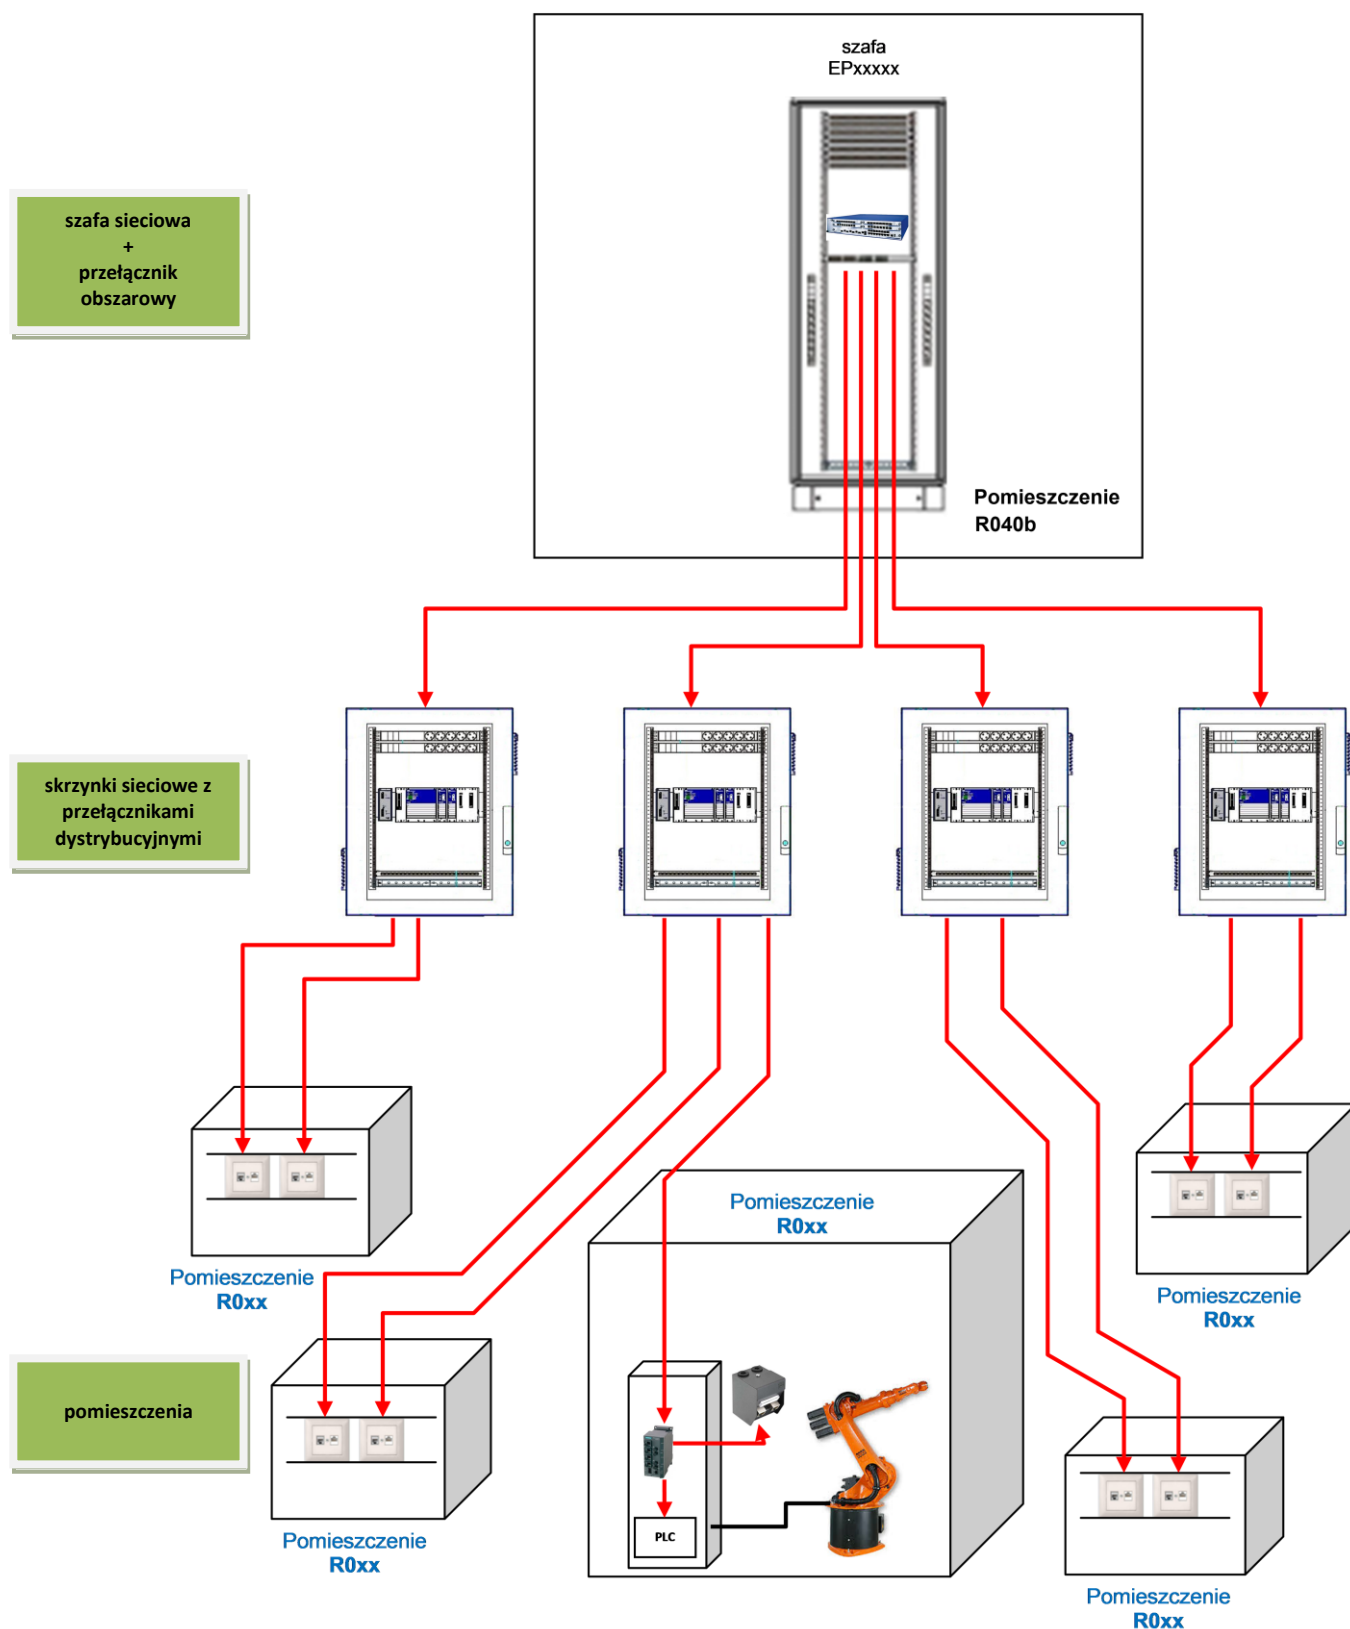 szafa
EPxxxxx
szafa sieciowa
+
przełącznik
obszarowy
Pomieszczenie
R040b
skrzynki sieciowe z
przełącznikami
dystrybucyjnymi
Pomieszczenie
R0xx
Pomieszczenie
R0xx
Pomieszczenie
R0xx
pomieszczenia
PLC
Pomieszczenie
R0xx
Pomieszczenie
R0xx